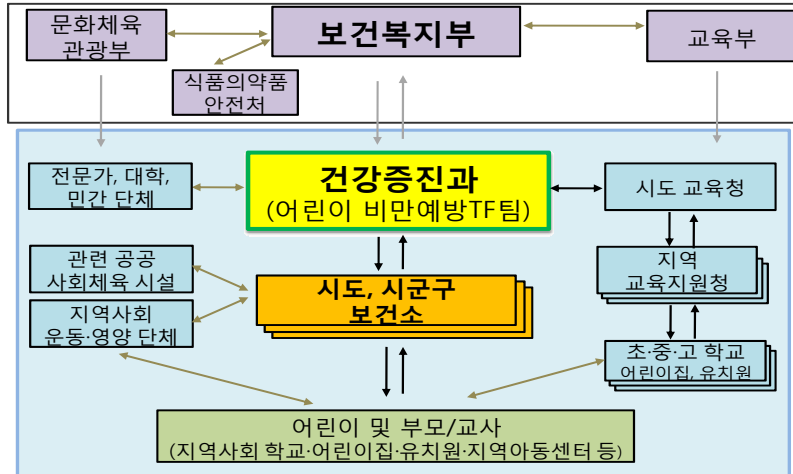 문화체육
관광부
보건복지부
교육부
식품의약품
안전처
전문가, 대학,
민간 단체
건강증진과
(어린이 비만예방TF팀)
시도 교육청
관련 공공
사회체육 시설
지역
교육지원청
시도, 시군구
보건소
지역사회
운동·영양 단체
초·중·고 학교
어린이집, 유치원
어린이 및 부모/교사
(지역사회 학교·어린이집·유치원·지역아동센터 등)